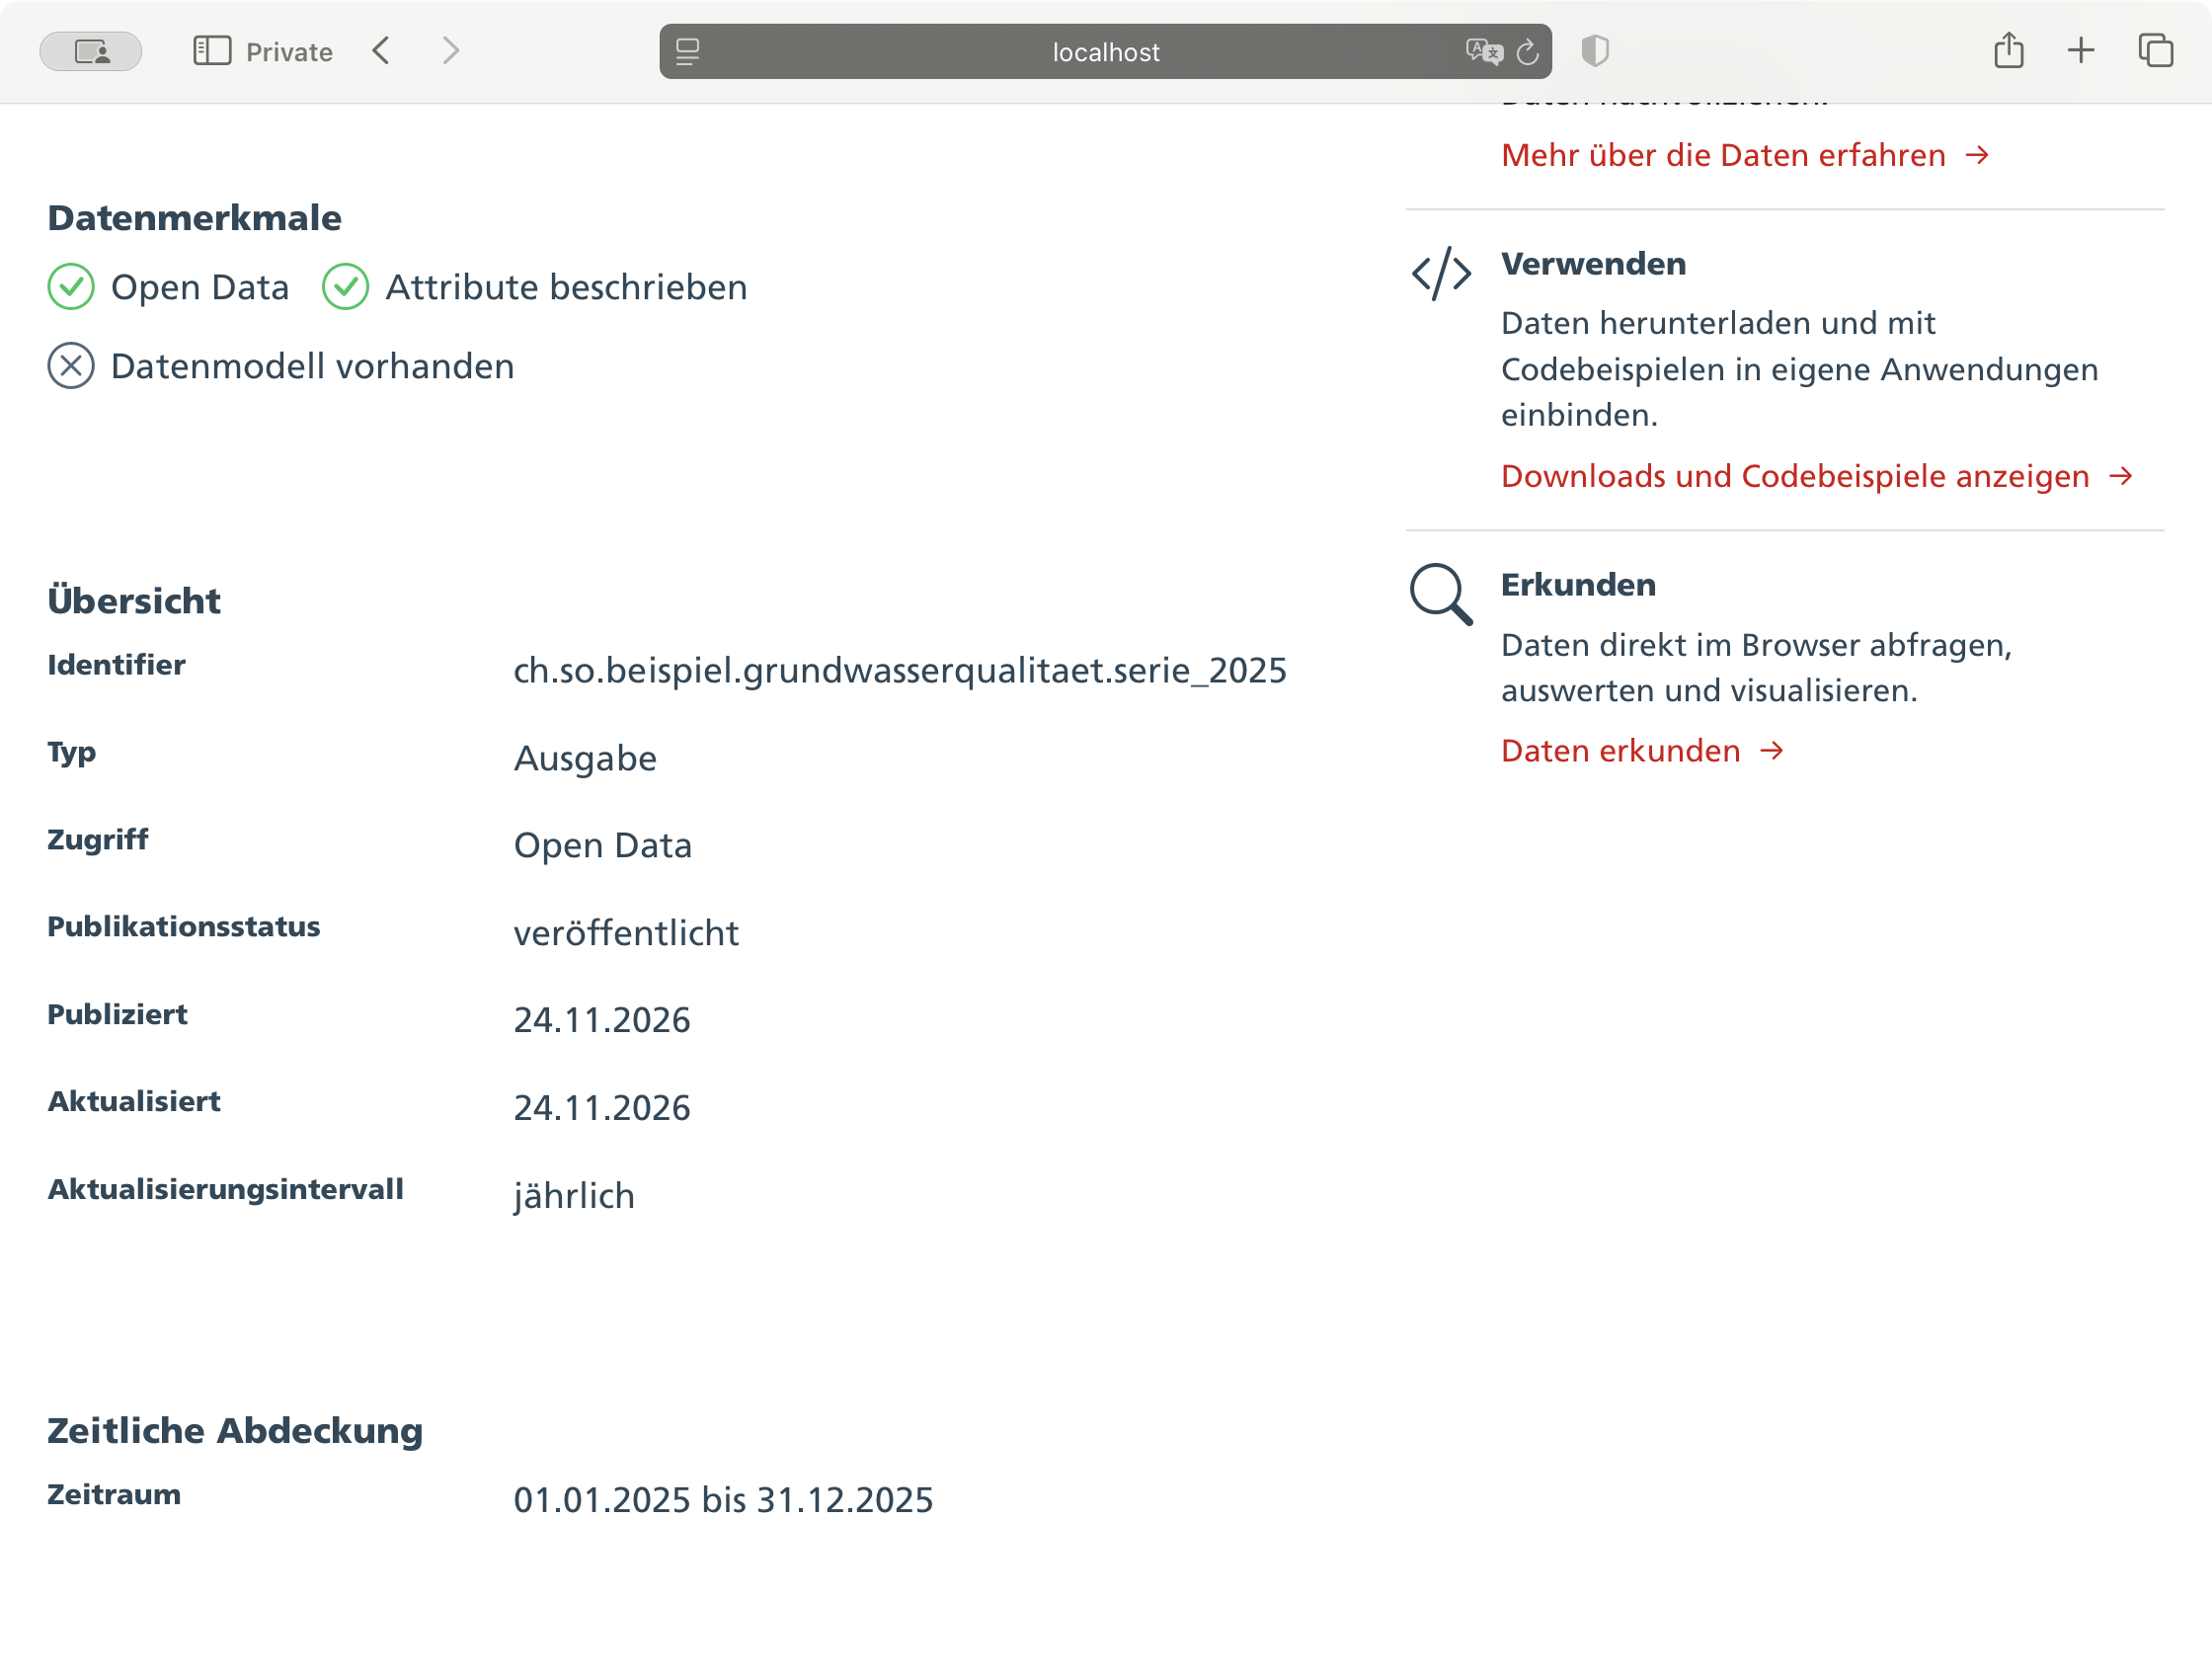 Private
localhost
Daten nachvollziehen.
Mehr über die Daten erfahren →
Datenmerkmale
Open Data
Attribute beschrieben
Datenmodell vorhanden
Verwenden
Daten herunterladen und mit
Codebeispielen in eigene Anwendungen
einbinden.
Downloads und Codebeispiele anzeigen →
Erkunden
Daten direkt im Browser abfragen,
auswerten und visualisieren.
Daten erkunden →
Übersicht
Identifier ch.so.beispiel.grundwasserqualitaet.serie_2025
Typ Ausgabe
Zugriff Open Data
Publikationsstatus veröffentlicht
Publiziert 24.11.2026
Aktualisiert 24.11.2026
Aktualisierungsintervall jährlich
Zeitliche Abdeckung
Zeitraum 01.01.2025 bis 31.12.2025